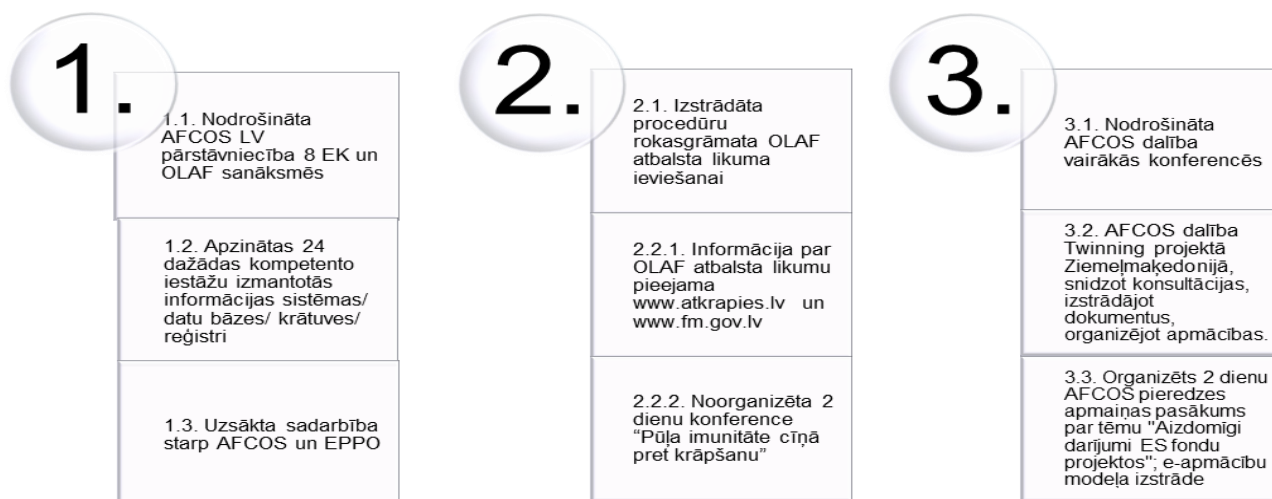 1.
1.1. Nodrošināta
AFCOS LV
pārstāvniecība 8 EK un
OLAF sanāksmēs
1.2. Apzinātas 24
dažādas kompetento
iestāžu izmantotās
informācijas sistēmas/
datu bāzes/ krātuves/
reģistri
1.3. Uzsākta sadarbība
starp AFCOS un EPPO
2.
2.1. Izstrādāta
procedūru
rokasgrāmata OLAF
atbalsta likuma
ieviešanai
2.2.1. Informācija par
OLAF atbalsta likumu
pieejama
www.atkrapies.lv un
www.fm.gov.lv
2.2.2. Noorganizēta 2
dienu konference
“Pūļa imunitāte cīņā
pret krāpšanu”
3.
3.1. Nodrošināta
AFCOS dalība
vairākās konferencēs
3.2. AFCOS dalība
Twinning projektā
Ziemeļmaķedonijā,
snidzot konsultācijas,
izstrādājot
dokumentus,
organizējot apmācības.
3.3. Organizēts 2 dienu
AFCOS pieredzes
apmaiņas pasākums
par tēmu "Aizdomīgi
darījumi ES fondu
projektos"; e-apmācību
modeļa izstrāde